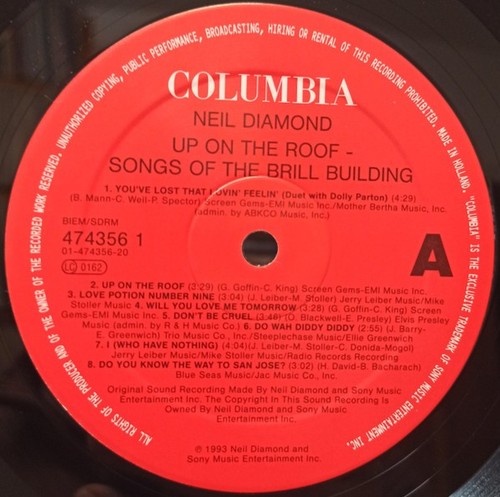 UNAUTHORIZED COPYING, PUBLIC PERFORMANCE, BROADCASTING, HIRING OR RENTAL OF THIS RECORDING PROHIBITED. MADE IN HOLLAND. "COLUMBIA" IS THE EXCLUSIVE TRADEMARK OF SONY MUSIC ENTERTAINMENT INC.
ALL RIGHTS OF THE PRODUCER AND OF THE OWNER OF THE RECORDED WORK RESERVED.
COLUMBIA
NEIL DIAMOND
UP ON THE ROOF -
SONGS OF THE BRILL BUILDING
1. YOU'VE LOST THAT LOVIN' FEELIN' (Duet with Dolly Parton) (4:29)
(B. Mann-C. Weil-P. Spector) Screen Gems-EMI Music Inc./Mother Bertha Music, Inc.
(admin. by ABKCO Music, Inc.)
BIEM/SDRM
474356 1
01-474356-20
LC 0162
A
2. UP ON THE ROOF (3:29) (G. Goffin-C. King) Screen Gems-EMI Music Inc.
3. LOVE POTION NUMBER NINE (3:04) (J. Leiber-M. Stoller) Jerry Leiber Music/Mike
Stoller Music 4. WILL YOU LOVE ME TOMORROW (3:28) (G. Goffin-C. King) Screen
Gems-EMI Music Inc. 5. DON'T BE CRUEL (3:46) (O. Blackwell-E. Presley) Elvis Presley
Music (admin. by R & H Music Co.) 6. DO WAH DIDDY DIDDY (2:55) (J. Barry-
E. Greenwich) Trio Music Co., Inc./Steeplechase Music/Ellie Greenwich
7. I (WHO HAVE NOTHING) (4:04) (J. Leiber-M. Stoller-C. Donida-Mogol)
Jerry Leiber Music/Mike Stoller Music/Radio Records Recording
8. DO YOU KNOW THE WAY TO SAN JOSE? (3:02) (H. David-B. Bacharach)
Blue Seas Music/Jac Music Co., Inc.
Original Sound Recording Made By Neil Diamond and Sony Music
Entertainment Inc. The Copyright In This Sound Recording Is
Owned By Neil Diamond and Sony Music
Entertainment Inc.
℗ 1993 Neil Diamond and
Sony Music Entertainment Inc.